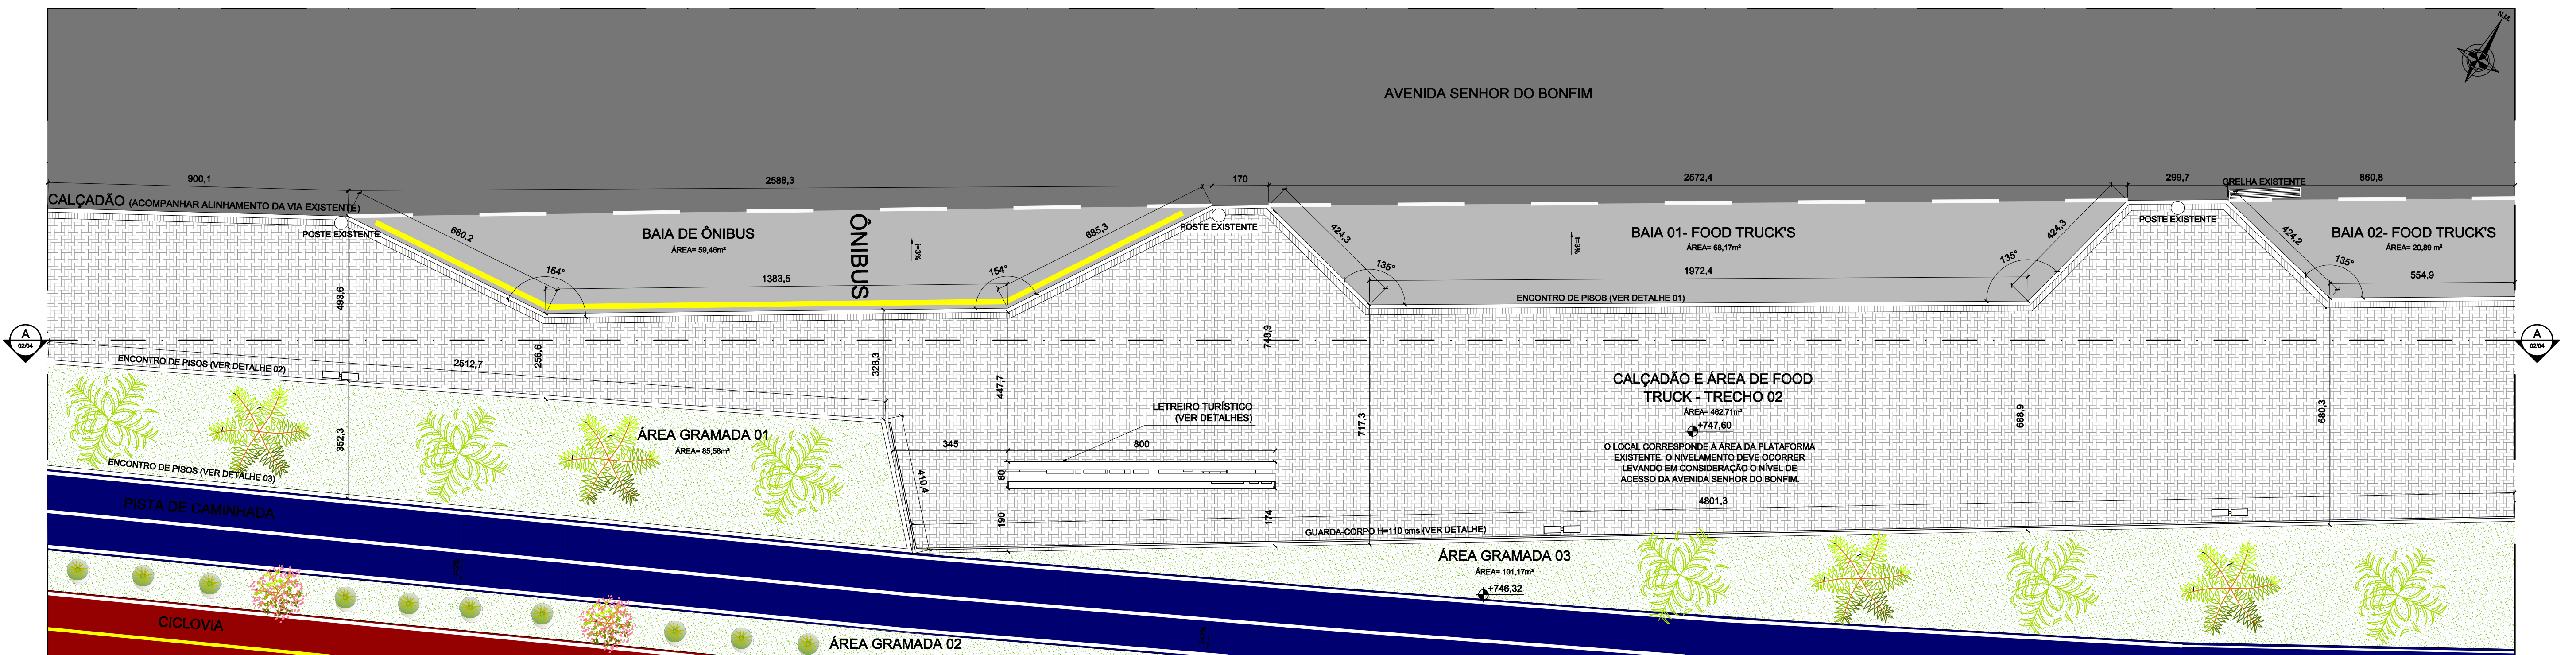 N.M.
AVENIDA SENHOR DO BONFIM
900,1
2588,3
170
2572,4
299,7
GRELHA EXISTENTE
860,8
CALÇADÃO (ACOMPANHAR ALINHAMENTO DA VIA EXISTENTE)
POSTE EXISTENTE
660,2
BAIA DE ÔNIBUS
ÁREA= 59,46m²
ÔNIBUS
i=3%
685,3
POSTE EXISTENTE
424,3
BAIA 01- FOOD TRUCK'S
ÁREA= 68,17m²
i=3%
424,3
POSTE EXISTENTE
424,2
BAIA 02- FOOD TRUCK'S
ÁREA= 20,89 m²
154°
1383,5
154°
135°
1972,4
135°
135°
554,9
ENCONTRO DE PISOS (VER DETALHE 01)
493,6
A
02/04
A
02/04
ENCONTRO DE PISOS (VER DETALHE 02)
2512,7
256,6
328,3
447,7
748,9
717,3
688,9
680,3
CALÇADÃO E ÁREA DE FOOD
TRUCK - TRECHO 02
ÁREA= 462,71m²
+747,60
O LOCAL CORRESPONDE À ÁREA DA PLATAFORMA
EXISTENTE. O NIVELAMENTO DEVE OCORRER
LEVANDO EM CONSIDERAÇÃO O NÍVEL DE
ACESSO DA AVENIDA SENHOR DO BONFIM.
LETREIRO TURÍSTICO
(VER DETALHES)
345
800
80
190
174
410,4
352,3
ÁREA GRAMADA 01
ÁREA= 85,58m²
ENCONTRO DE PISOS (VER DETALHE 03)
4801,3
GUARDA-CORPO H=110 cms (VER DETALHE)
PISTA DE CAMINHADA
ÁREA GRAMADA 03
ÁREA= 101,17m²
+746,32
CICLOVIA
ÁREA GRAMADA 02